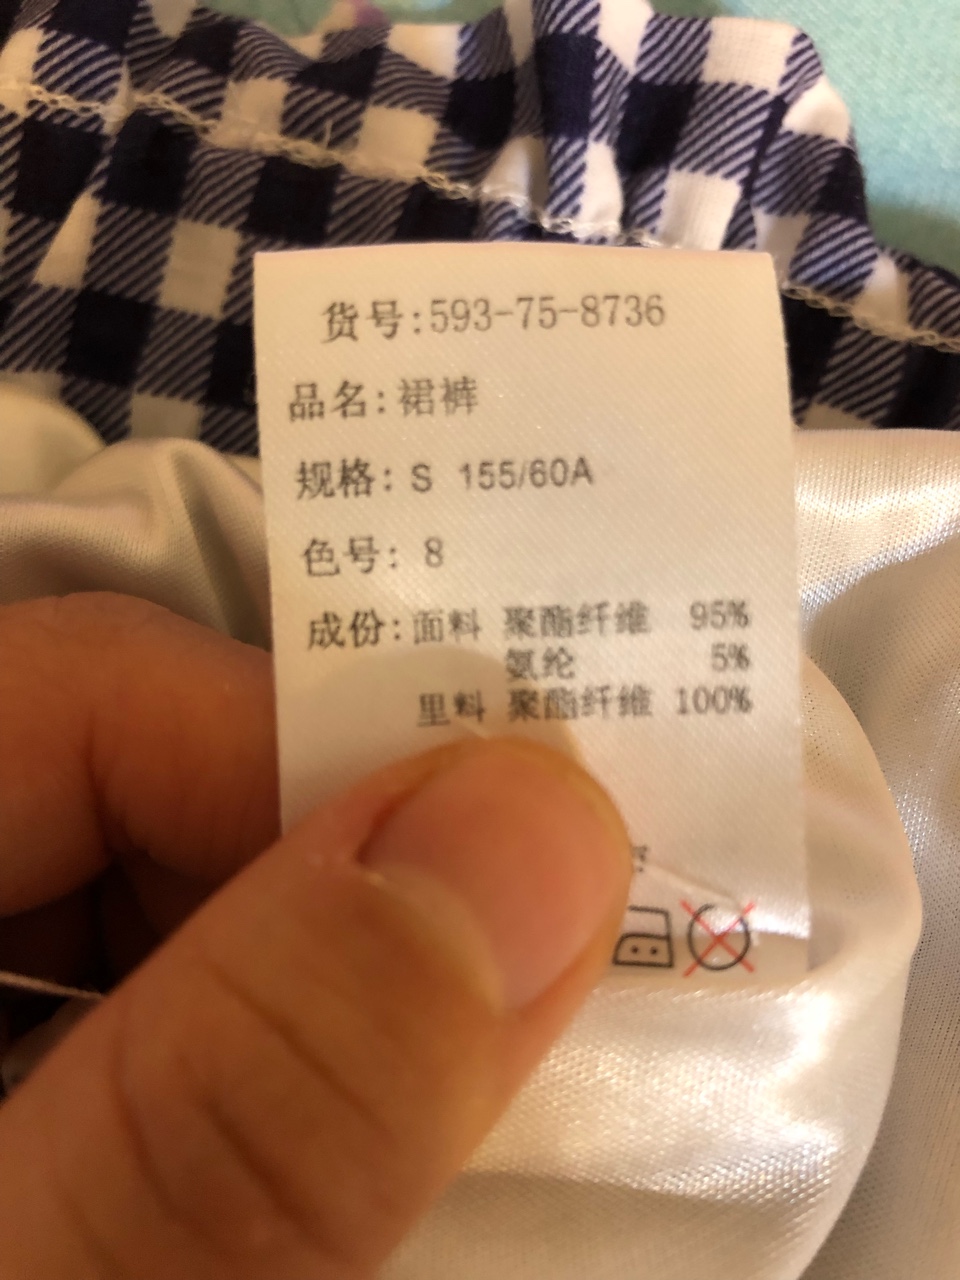 货号:593-75-8736
品名:裙裤
规格:S 155/60A
色号:8
成份:面料 聚酯纤维 95%
氨纶 5%
里料 聚酯纤维 100%